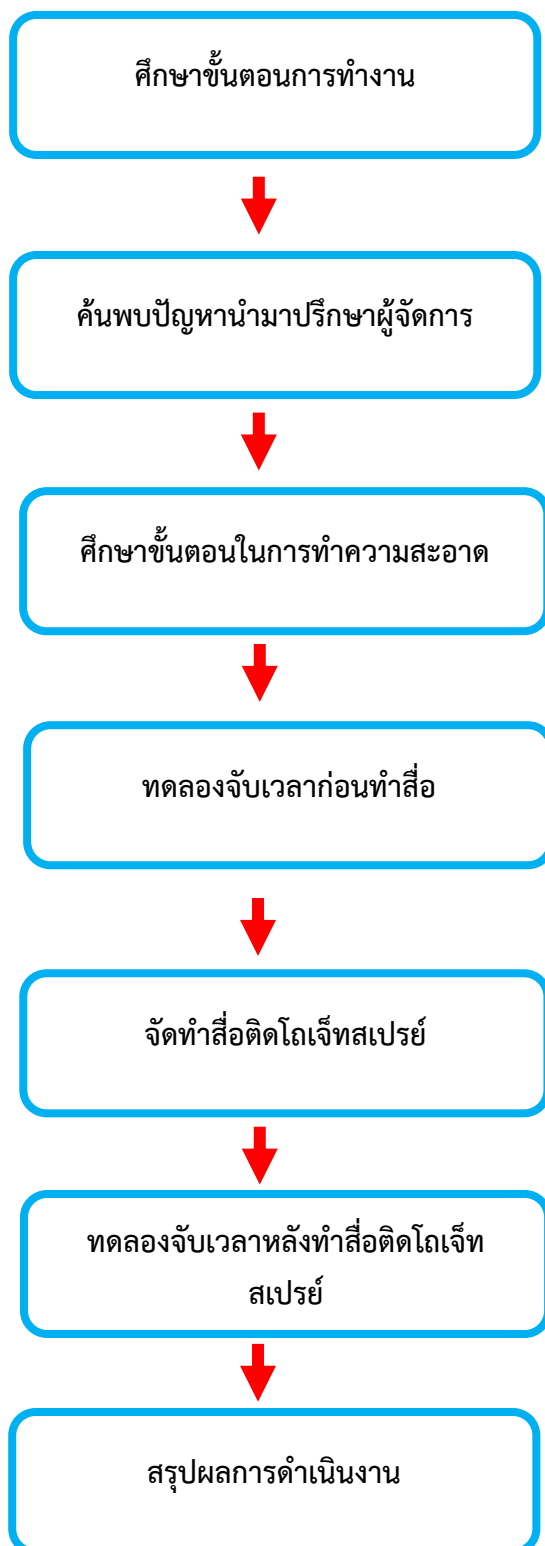 ศึกษาขั้นตอนการทำงาน
ค้นพบปัญหานำมาปรึกษาผู้จัดการ
ศึกษาขั้นตอนในการทำความสะอาด
ทดลองจับเวลาก่อนทำสื่อ
จัดทำสื่อติดโถเจ็ทสเปรย์
ทดลองจับเวลาหลังทำสื่อติดโถเจ็ท
สเปรย์
สรุปผลการดำเนินงาน